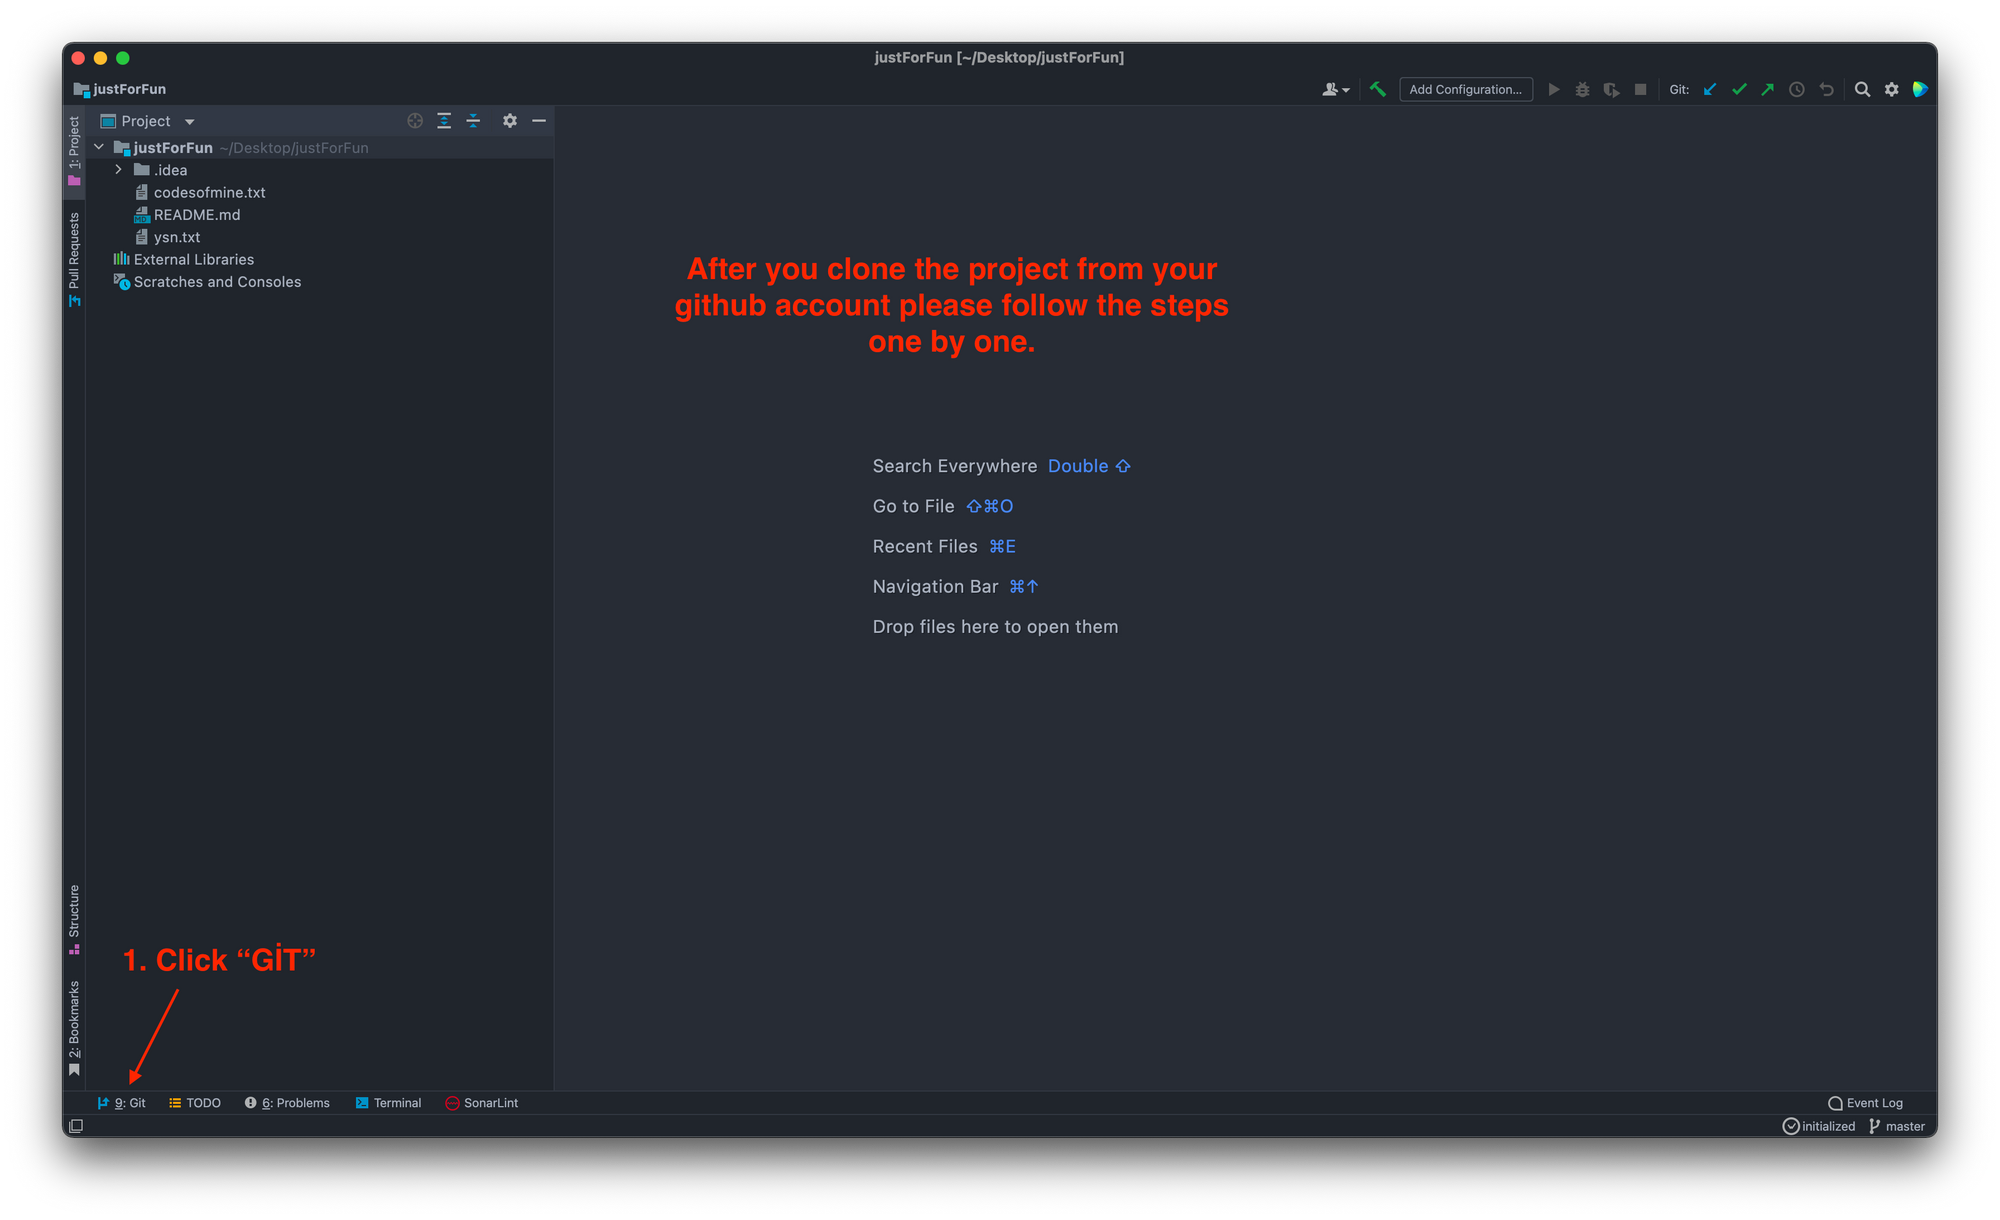 justForFun [~/Desktop/justForFun]
justForFun
Add Configuration...
Git:
1: Project
Pull Requests
Structure
2: Bookmarks
Project
justForFun ~/Desktop/justForFun
.idea
codesofmine.txt
README.md
ysn.txt
External Libraries
Scratches and Consoles
After you clone the project from your
github account please follow the steps
one by one.
Search Everywhere Double ⇧
Go to File ⇧⌘O
Recent Files ⌘E
Navigation Bar ⌘↑
Drop files here to open them
1. Click “GİT”
9: Git
TODO
6: Problems
Terminal
SonarLint
Event Log
initialized
master